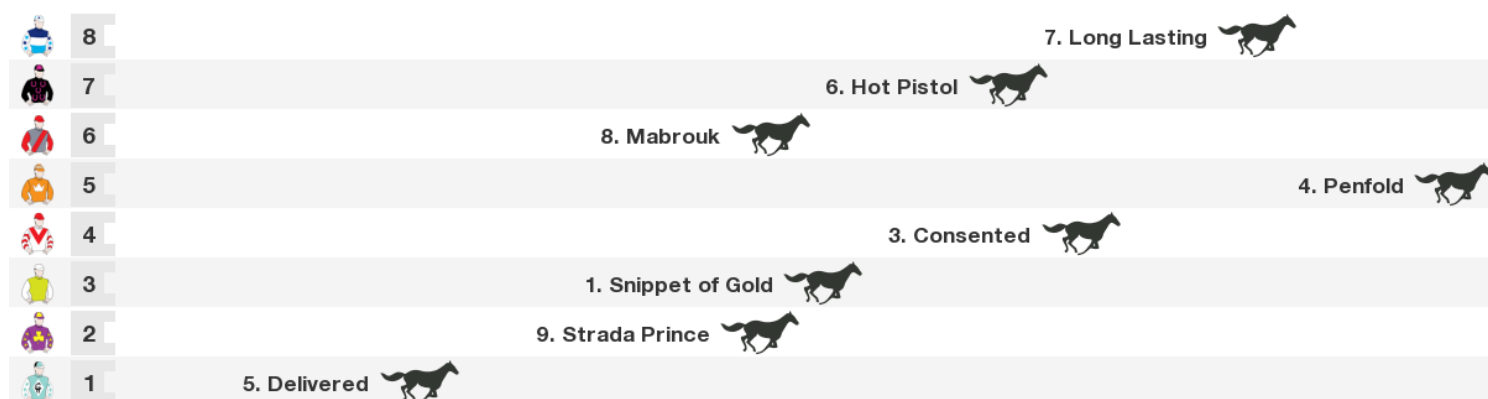 8 7. Long Lasting
7 6. Hot Pistol
6 8. Mabrouk
5 4. Penfold
4 3. Consented
3 1. Snippet of Gold
2 9. Strada Prince
1 5. Delivered